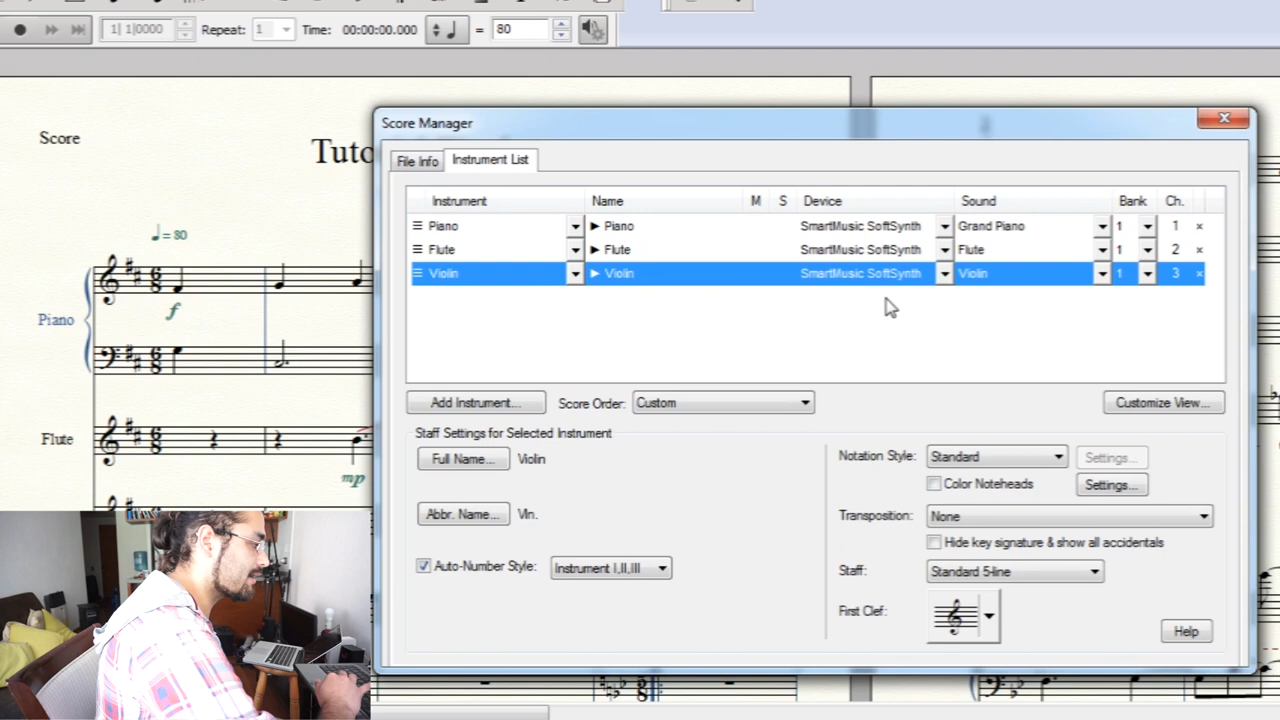 1| 1|0000 Repeat: 1 Time: 00:00:00.000 = 80
Score
= 80
f
Piano
Flute
mp
Score Manager
File Info Instrument List
Instrument Name M S Device Sound Bank Ch.
Piano Piano SmartMusic SoftSynth Grand Piano 1 1 ×
Flute Flute SmartMusic SoftSynth Flute 1 2 ×
Violin Violin SmartMusic SoftSynth Violin 1 3 ×
Add Instrument... Score Order: Custom Customize View...
Staff Settings for Selected Instrument
Full Name... Violin
Abbr. Name... Vln.
Auto-Number Style: Instrument I,II,III
Notation Style: Standard Settings...
Color Noteheads Settings...
Transposition: None
Hide key signature & show all accidentals
Staff: Standard 5-line
First Clef:
Help